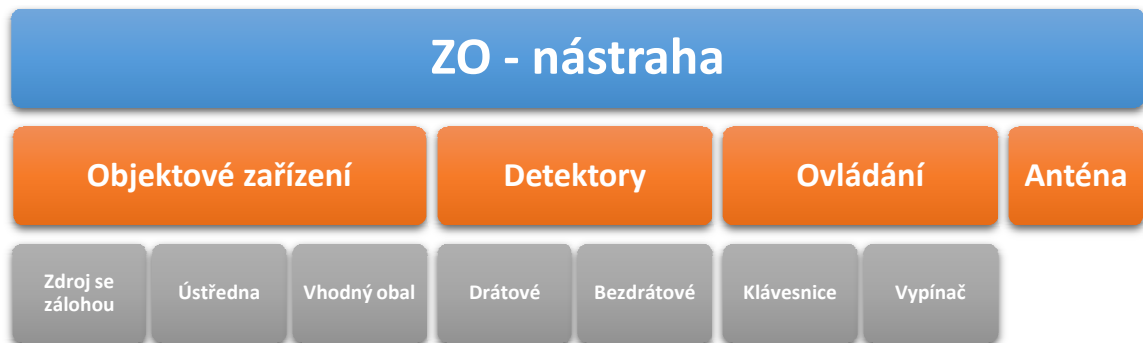 ZO - nástraha
Objektové zařízení
Detektory
Ovládání
Anténa
Zdroj se
zálohou
Ústředna
Vhodný obal
Drátové
Bezdrátové
Klávesnice
Vypínač